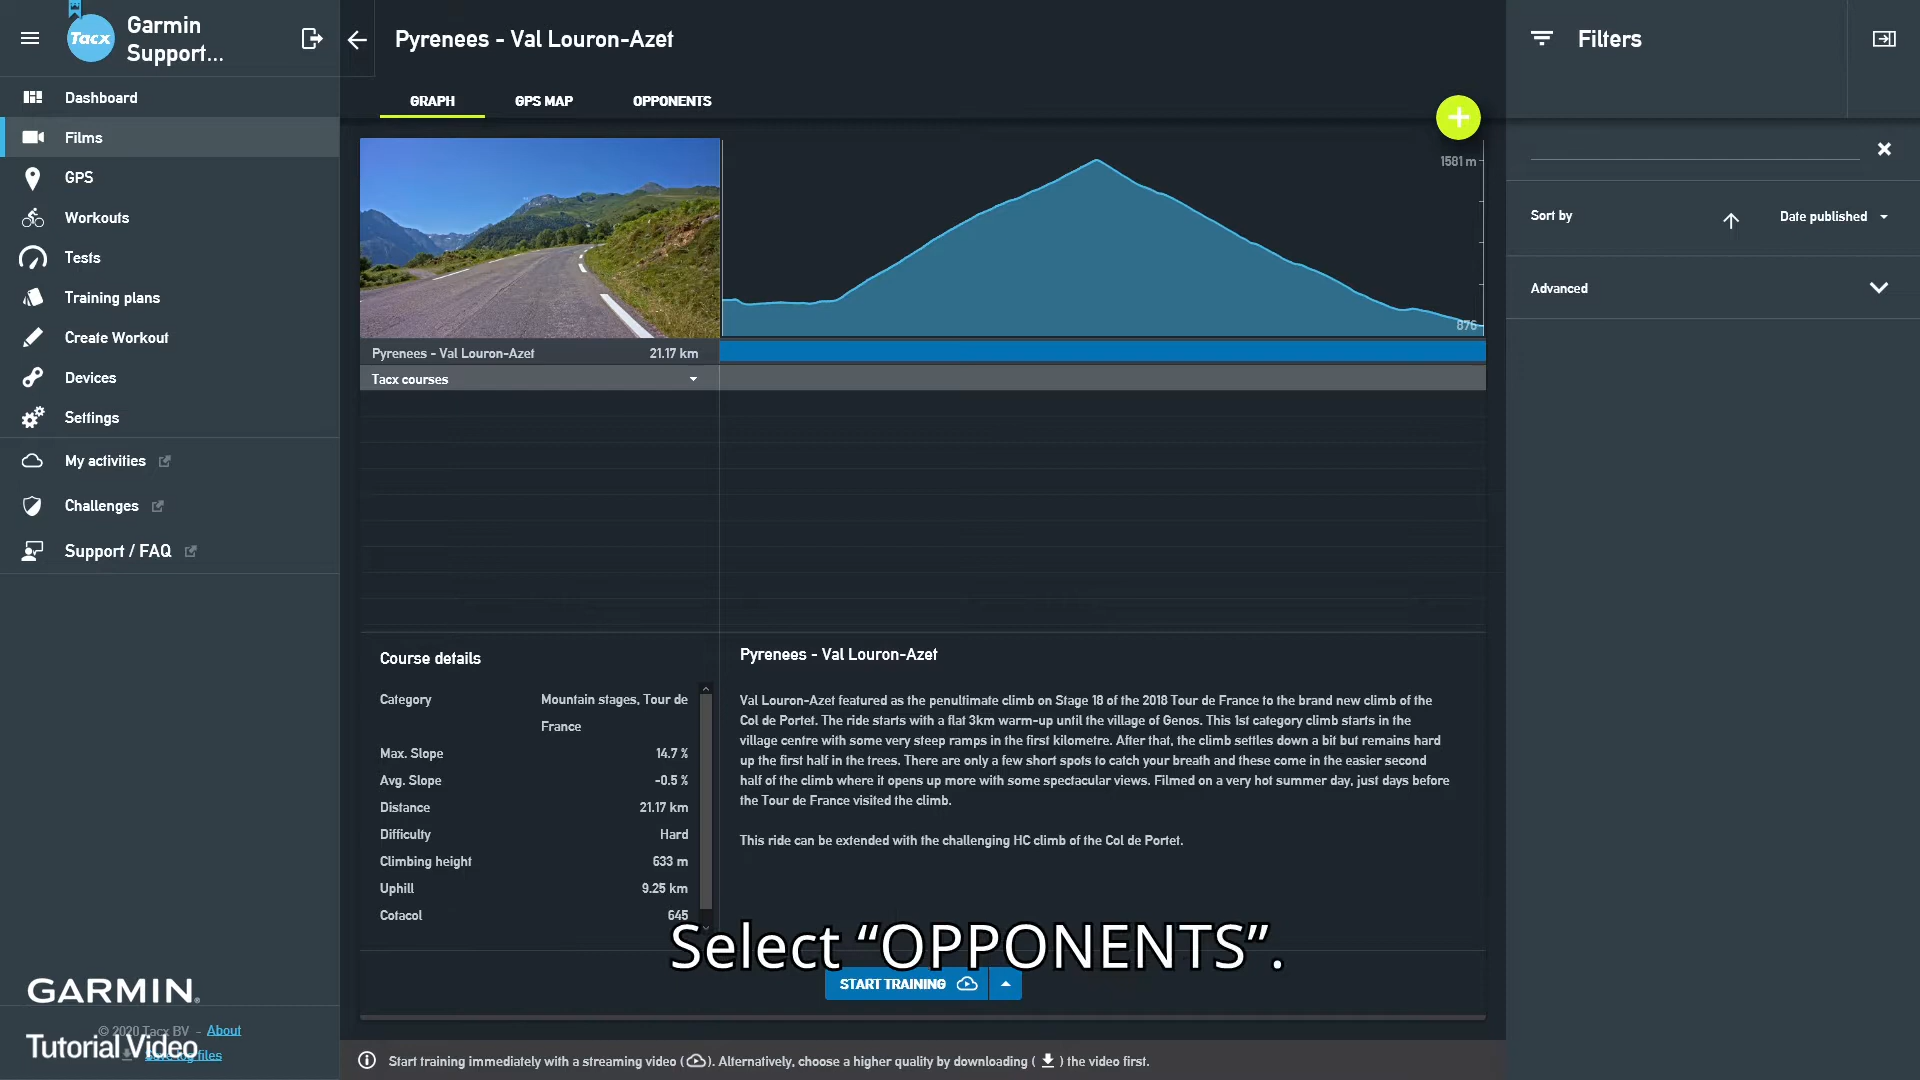 Tacx
Garmin
Support...
Dashboard
Films
GPS
Workouts
Tests
Training plans
Create Workout
Devices
Settings
My activities
Challenges
Support / FAQ
GARMIN
© 2020 Tacx BV - About
Tutorial Video
Save log files
Pyrenees - Val Louron-Azet
GRAPH
GPS MAP
OPPONENTS
1581 m
876
Pyrenees - Val Louron-Azet
21.17 km
Tacx courses
Course details
Category
Mountain stages, Tour de
France
Max. Slope
14.7 %
Avg. Slope
-0.5 %
Distance
21.17 km
Difficulty
Hard
Climbing height
633 m
Uphill
9.25 km
Cotacol
645
Pyrenees - Val Louron-Azet
Val Louron-Azet featured as the penultimate climb on Stage 18 of the 2018 Tour de France to the brand new climb of the
Col de Portet. The ride starts with a flat 3km warm-up until the village of Genos. This 1st category climb starts in the
village centre with some very steep ramps in the first kilometre. After that, the climb settles down a bit but remains hard
up the first half in the trees. There are only a few short spots to catch your breath and these come in the easier second
half of the climb where it opens up more with some spectacular views. Filmed on a very hot summer day, just days before
the Tour de France visited the climb.
This ride can be extended with the challenging HC climb of the Col de Portet.
Select “OPPONENTS”.
START TRAINING
Start training immediately with a streaming video ( ). Alternatively, choose a higher quality by downloading ( ) the video first.
Filters
Sort by
Date published
Advanced